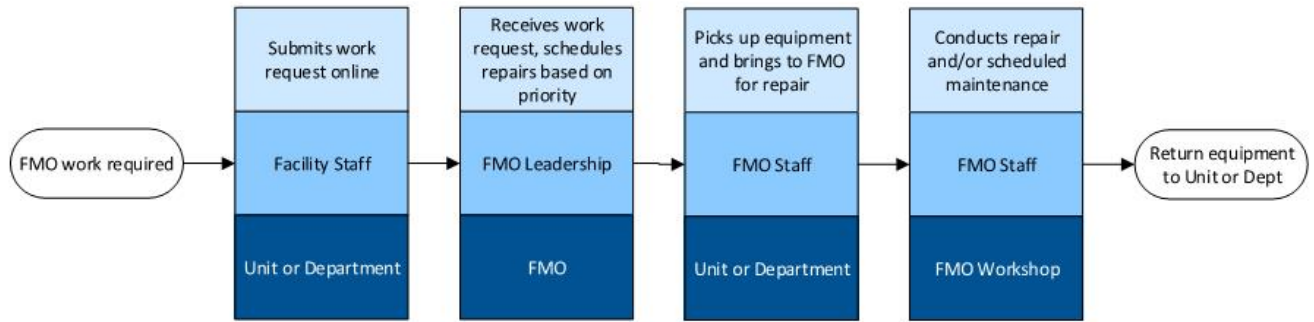 FMO work required
Submits work
request online
Facility Staff
Unit or Department
Receives work
request, schedules
repairs based on
priority
FMO Leadership
FMO
Picks up equipment
and brings to FMO
for repair
FMO Staff
Unit or Department
Conducts repair
and/or scheduled
maintenance
FMO Staff
FMO Workshop
Return equipment
to Unit or Dept